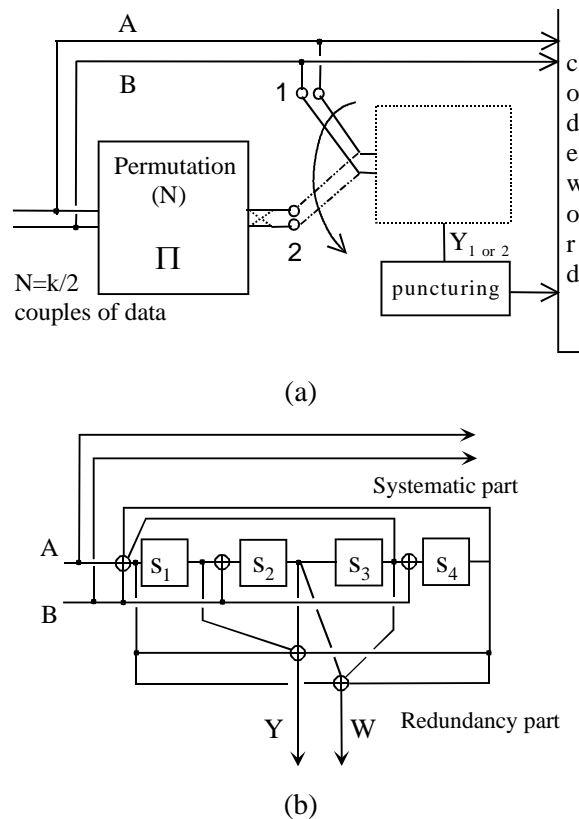 A
B
1
Permutation
(N)
Π
2
N=k/2
couples of data
Y1 or 2
puncturing
codeword
(a)
Systematic part
A
B
S1
S2
S3
S4
Y
W
Redundancy part
(b)